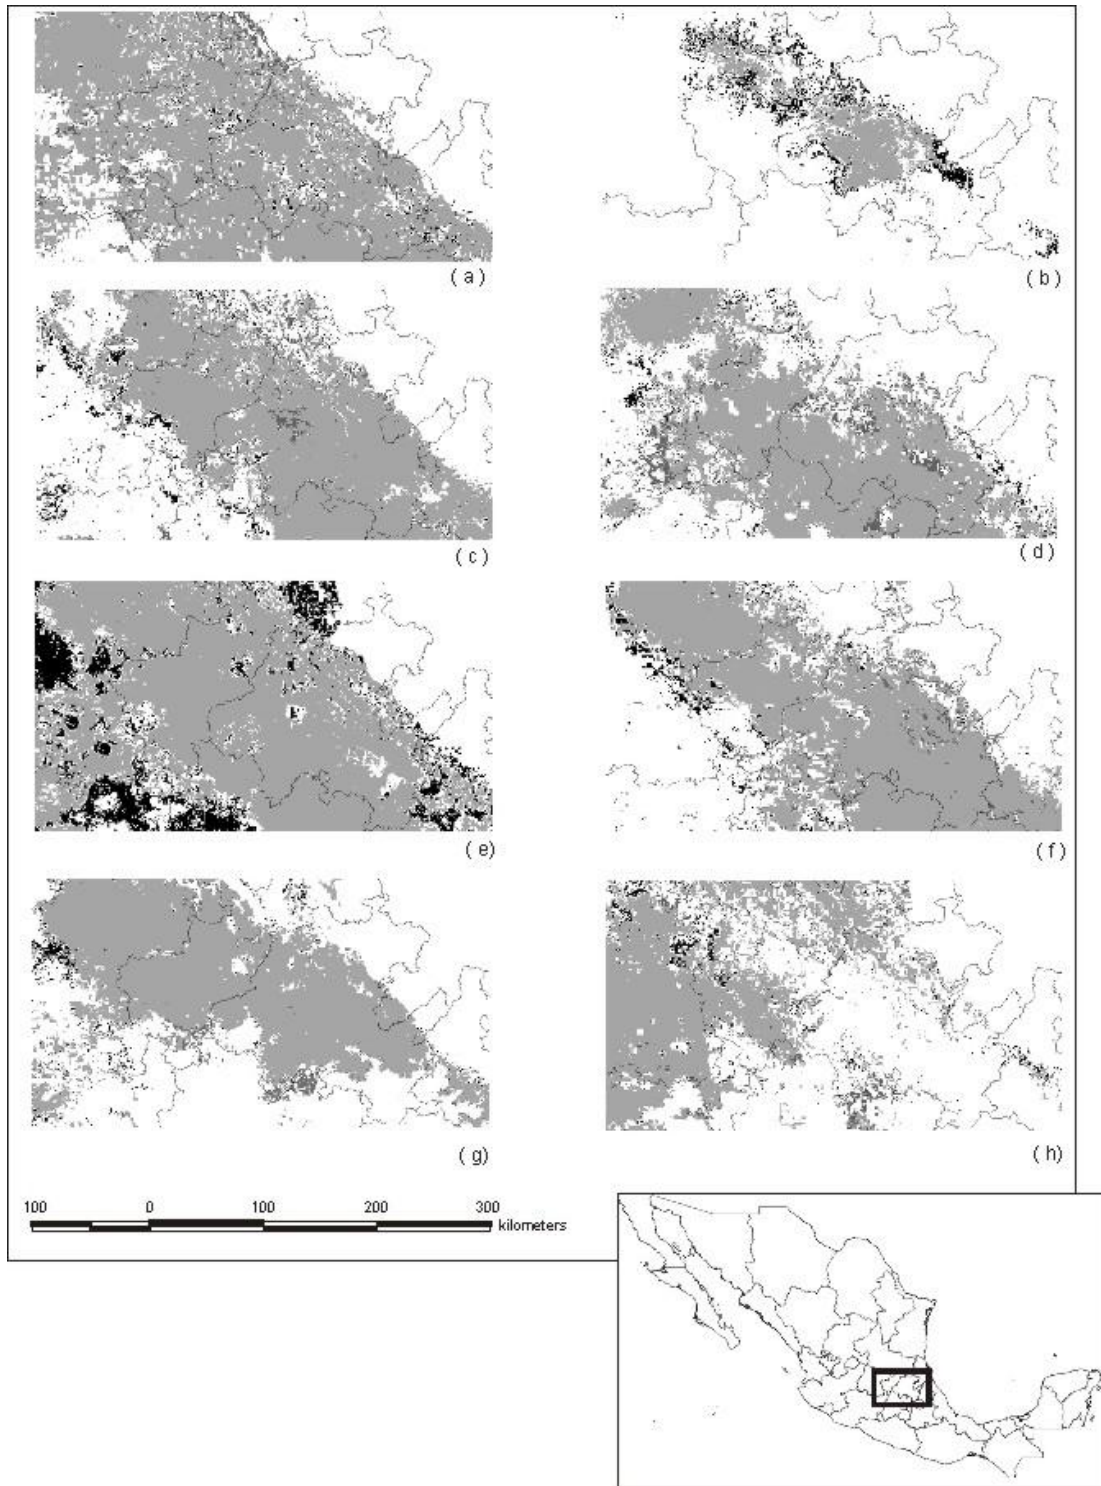 ( a )
( b )
( c )
( d )
( e )
( f )
( g )
( h )
100 0 100 200 300
kilometers